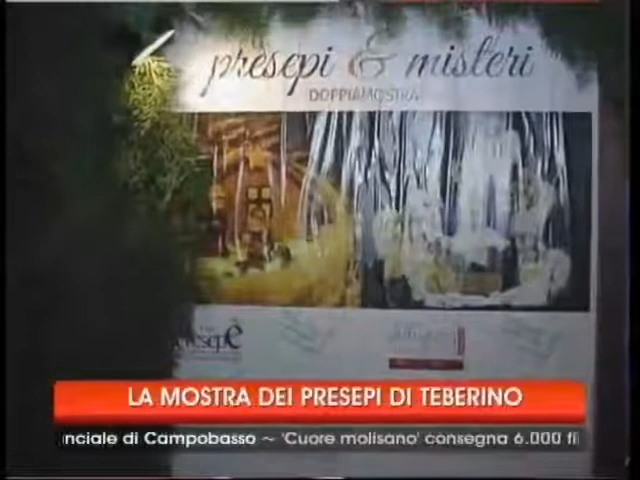 presepi & misteri
DOPPIAMOSTRA
LA MOSTRA DEI PRESEPI DI TEBERINO
nciale di Campobasso ~ 'Cuore molisano' consegna 6.000 fi